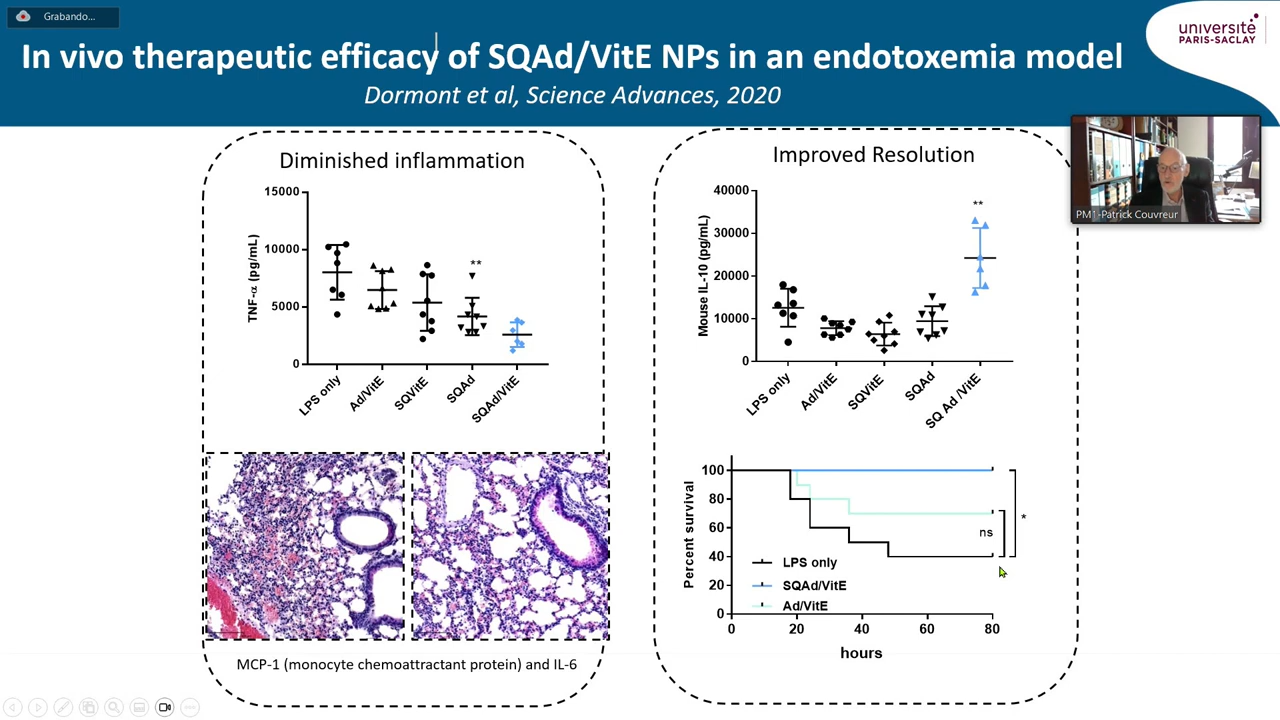 Grabando...
In vivo therapeutic efficacy of SQAd/VitE NPs in an endotoxemia model
Dormont et al, Science Advances, 2020
université
PARIS-SACLAY
PM1-Patrick Couvreur
Diminished inflammation
15000
10000
5000
0
TNF-α (pg/mL)
**
LPS only
Ad/VitE
SQVitE
SQAd
SQAd/VitE
MCP-1 (monocyte chemoattractant protein) and IL-6
Improved Resolution
40000
30000
20000
10000
0
Mouse IL-10 (pg/mL)
**
LPS only
Ad/VitE
SQVitE
SQAd
SQ Ad /VitE
100
80
60
40
20
0
Percent survival
ns
*
LPS only
SQAd/VitE
Ad/VitE
0 20 40 60 80
hours